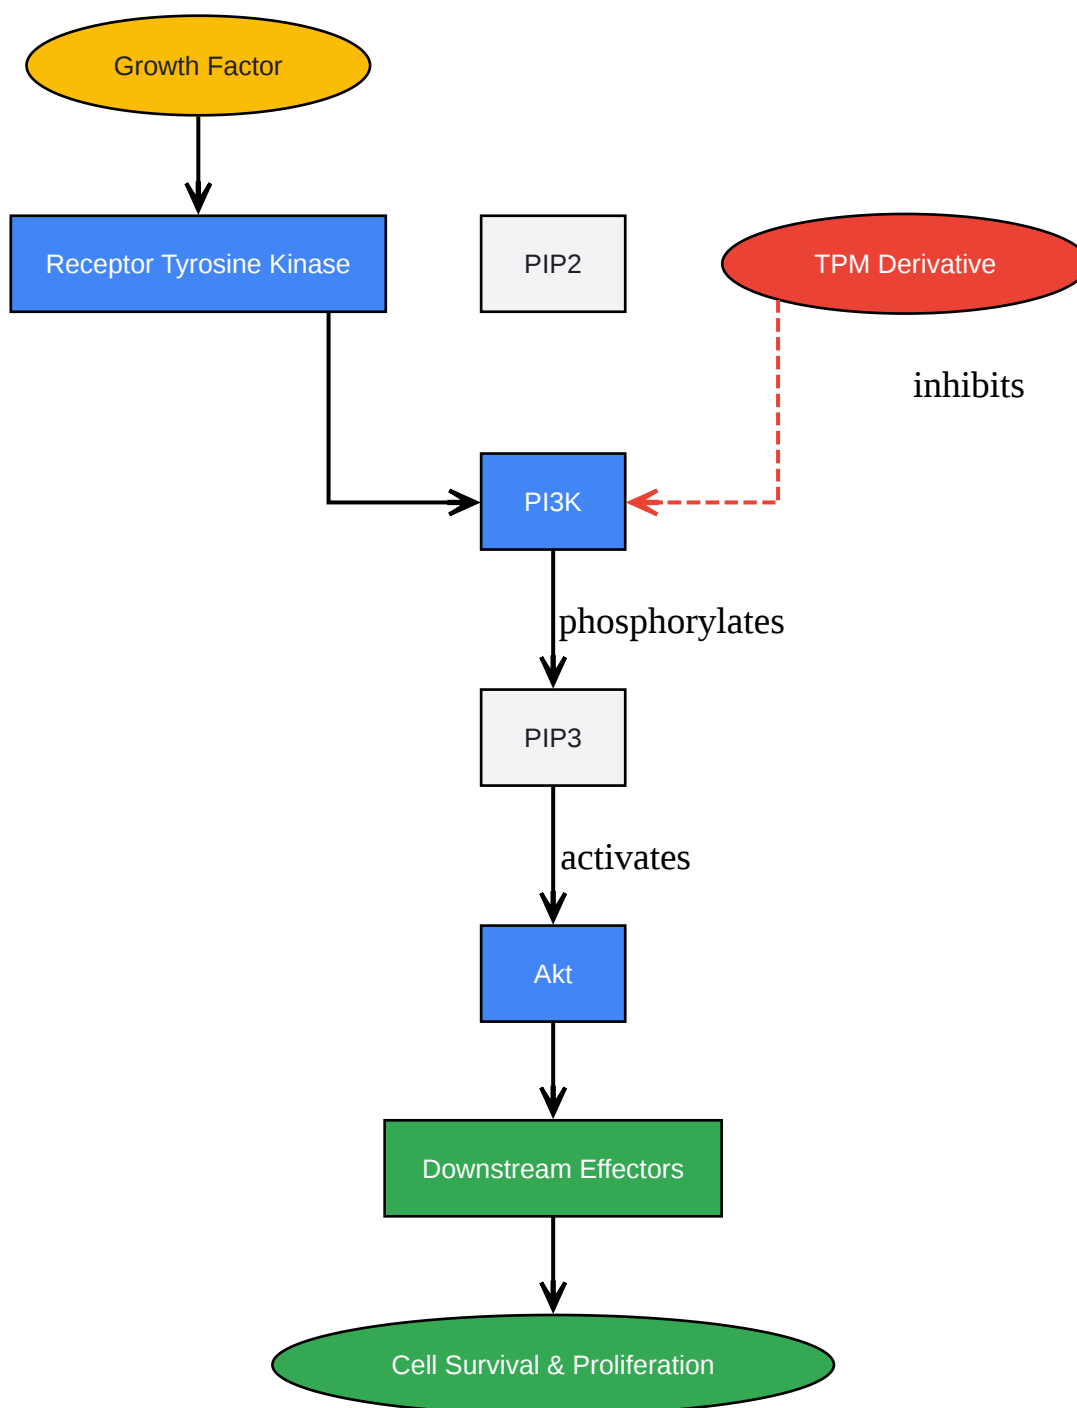 Growth Factor
Receptor Tyrosine Kinase
PIP2
TPM Derivative
inhibits
PI3K
phosphorylates
PIP3
activates
Akt
Downstream Effectors
Cell Survival & Proliferation